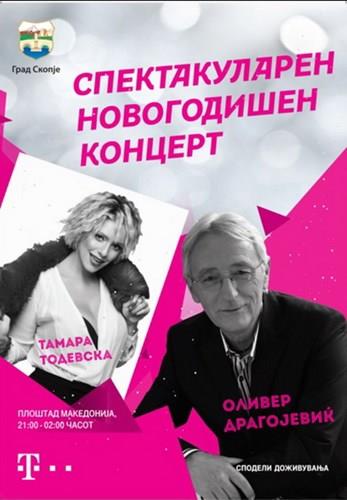 Град Скопје
СПЕКТАКУЛАРЕН
НОВОГОДИШЕН
КОНЦЕРТ
ТАМАРА
ТОДЕВСКА
ОЛИВЕР
ДРАГОЈЕВИЌ
ПЛОШТАД МАКЕДОНИЈА,
21:00 - 02:00 ЧАСОТ
T
СПОДЕЛИ ДОЖИВУВАЊА